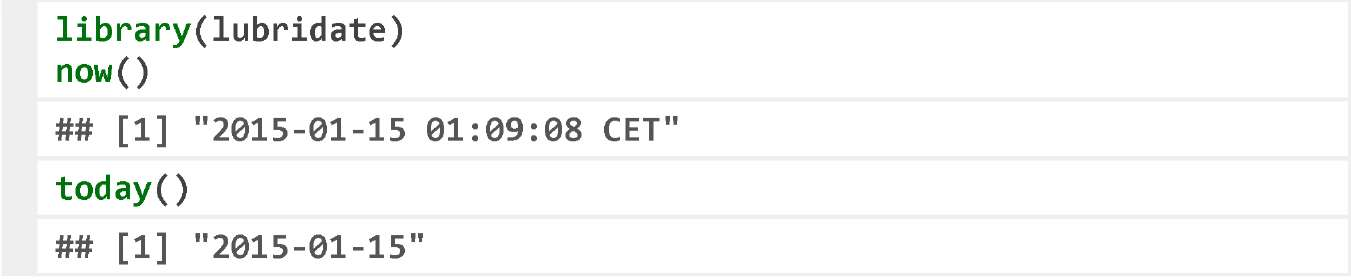 library(lubridate)
now()
## [1] "2015-01-15 01:09:08 CET"
today()
## [1] "2015-01-15"